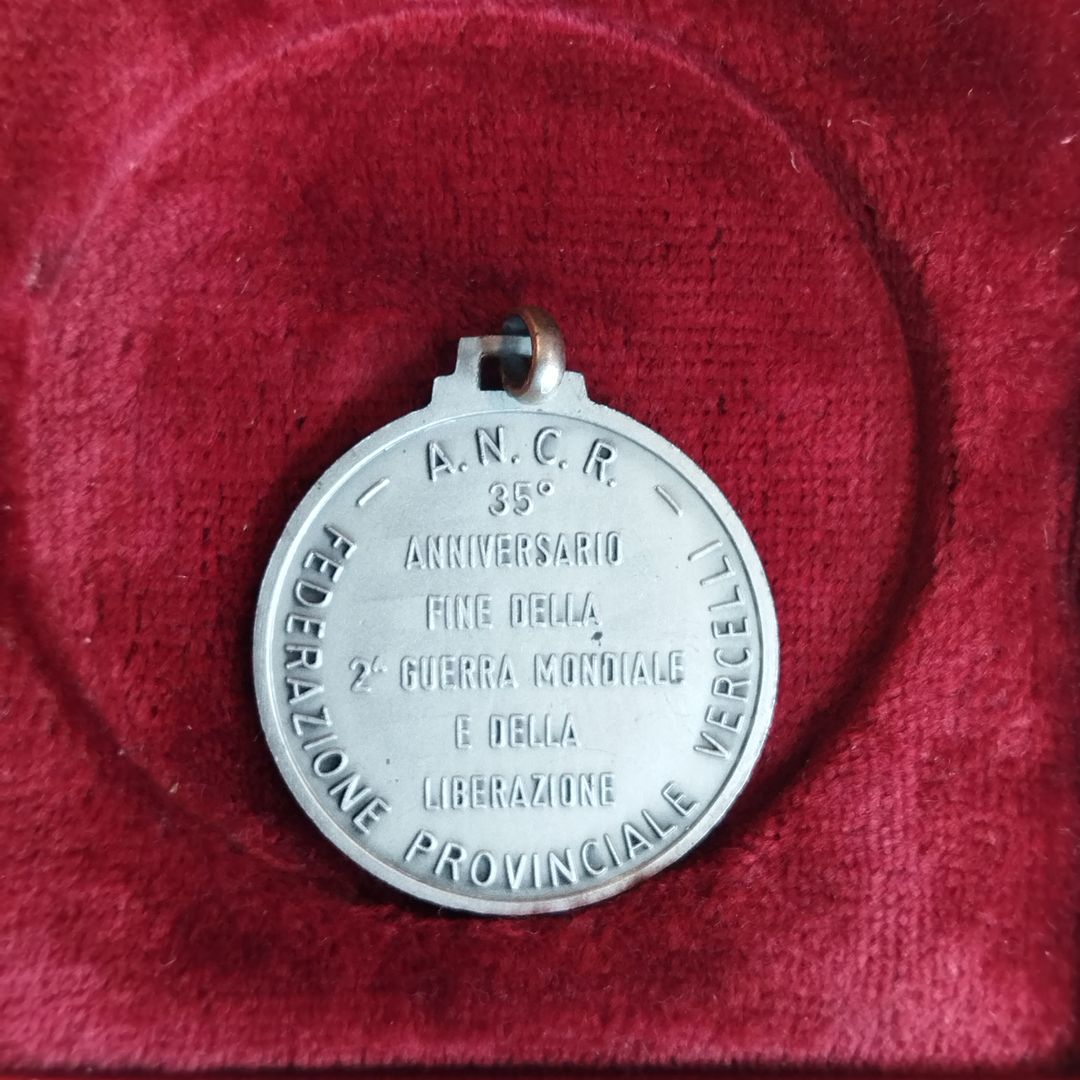 A.N.C.R.
35°
ANNIVERSARIO
FINE DELLA
2ª GUERRA MONDIALE
E DELLA
LIBERAZIONE
FEDERAZIONE PROVINCIALE VERCELLI